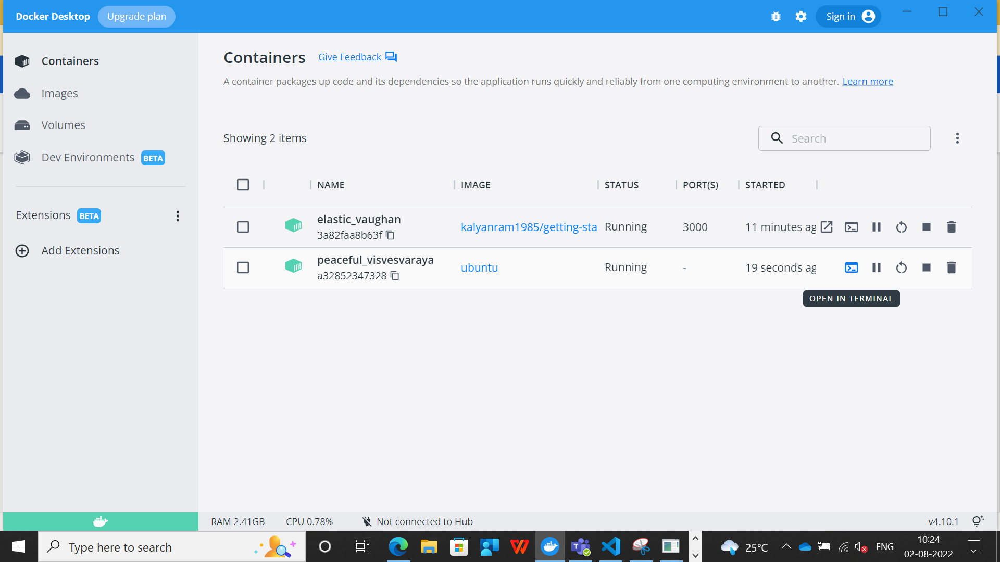 Docker Desktop Upgrade plan Sign in
Containers
Images
Volumes
Dev Environments BETA
Extensions BETA
Add Extensions
Containers Give Feedback
A container packages up code and its dependencies so the application runs quickly and reliably from one computing environment to another. Learn more
Showing 2 items Search
NAME IMAGE STATUS PORT(S) STARTED
elastic_vaughan kalyanram1985/getting-sta Running 3000 11 minutes ag
3a82faa8b63f
peaceful_visvesvaraya ubuntu Running - 19 seconds ag
a32852347328
OPEN IN TERMINAL
RAM 2.41GB CPU 0.78% Not connected to Hub v4.10.1
Type here to search 25°C ENG 10:24
02-08-2022